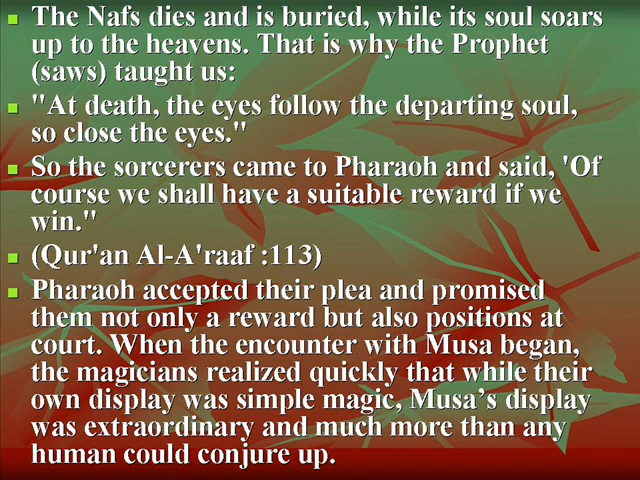 The Nafs dies and is buried, while its soul soars
up to the heavens. That is why the Prophet
(saws) taught us:
"At death, the eyes follow the departing soul,
so close the eyes."
So the sorcerers came to Pharaoh and said, 'Of
course we shall have a suitable reward if we
win."
(Qur'an Al-A'raaf :113)
Pharaoh accepted their plea and promised
them not only a reward but also positions at
court. When the encounter with Musa began,
the magicians realized quickly that while their
own display was simple magic, Musa’s display
was extraordinary and much more than any
human could conjure up.